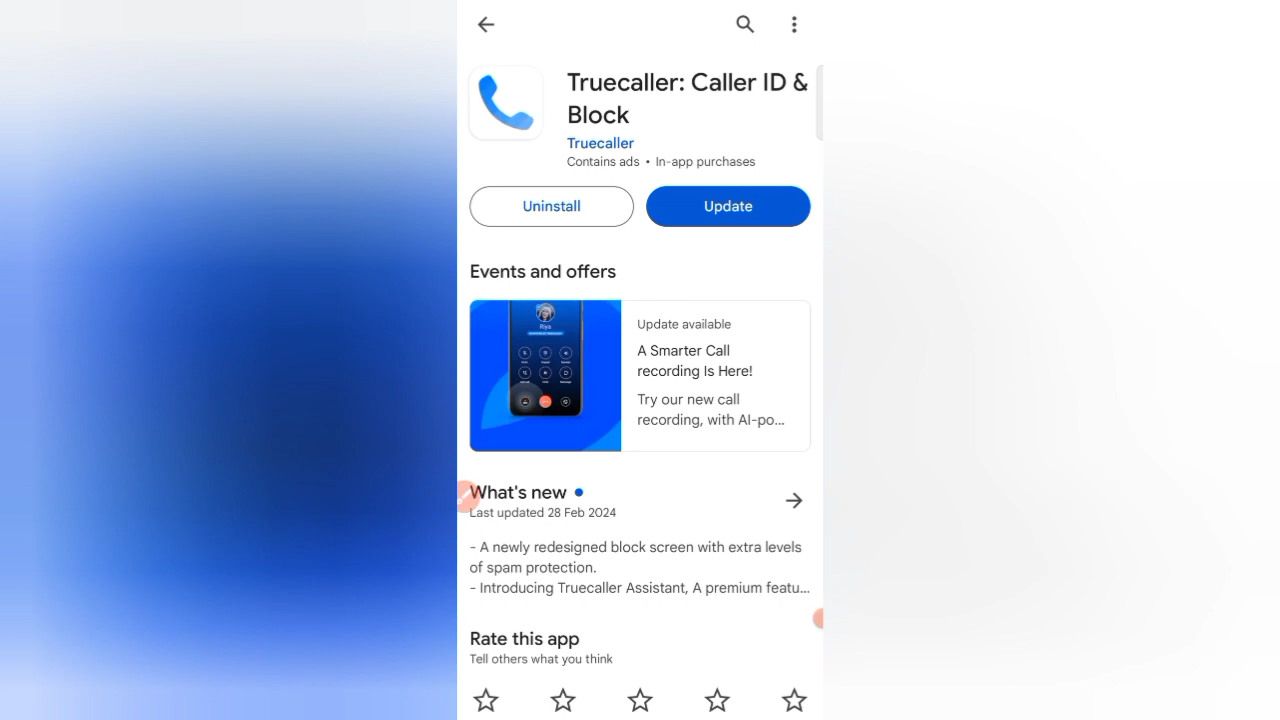 Truecaller: Caller ID &
Block
Truecaller
Contains ads • In-app purchases
Uninstall
Update
Events and offers
Riya
Update available
A Smarter Call
recording Is Here!
Try our new call
recording, with AI-po...
What's new
Last updated 28 Feb 2024
- A newly redesigned block screen with extra levels
of spam protection.
- Introducing Truecaller Assistant, A premium featu...
Rate this app
Tell others what you think